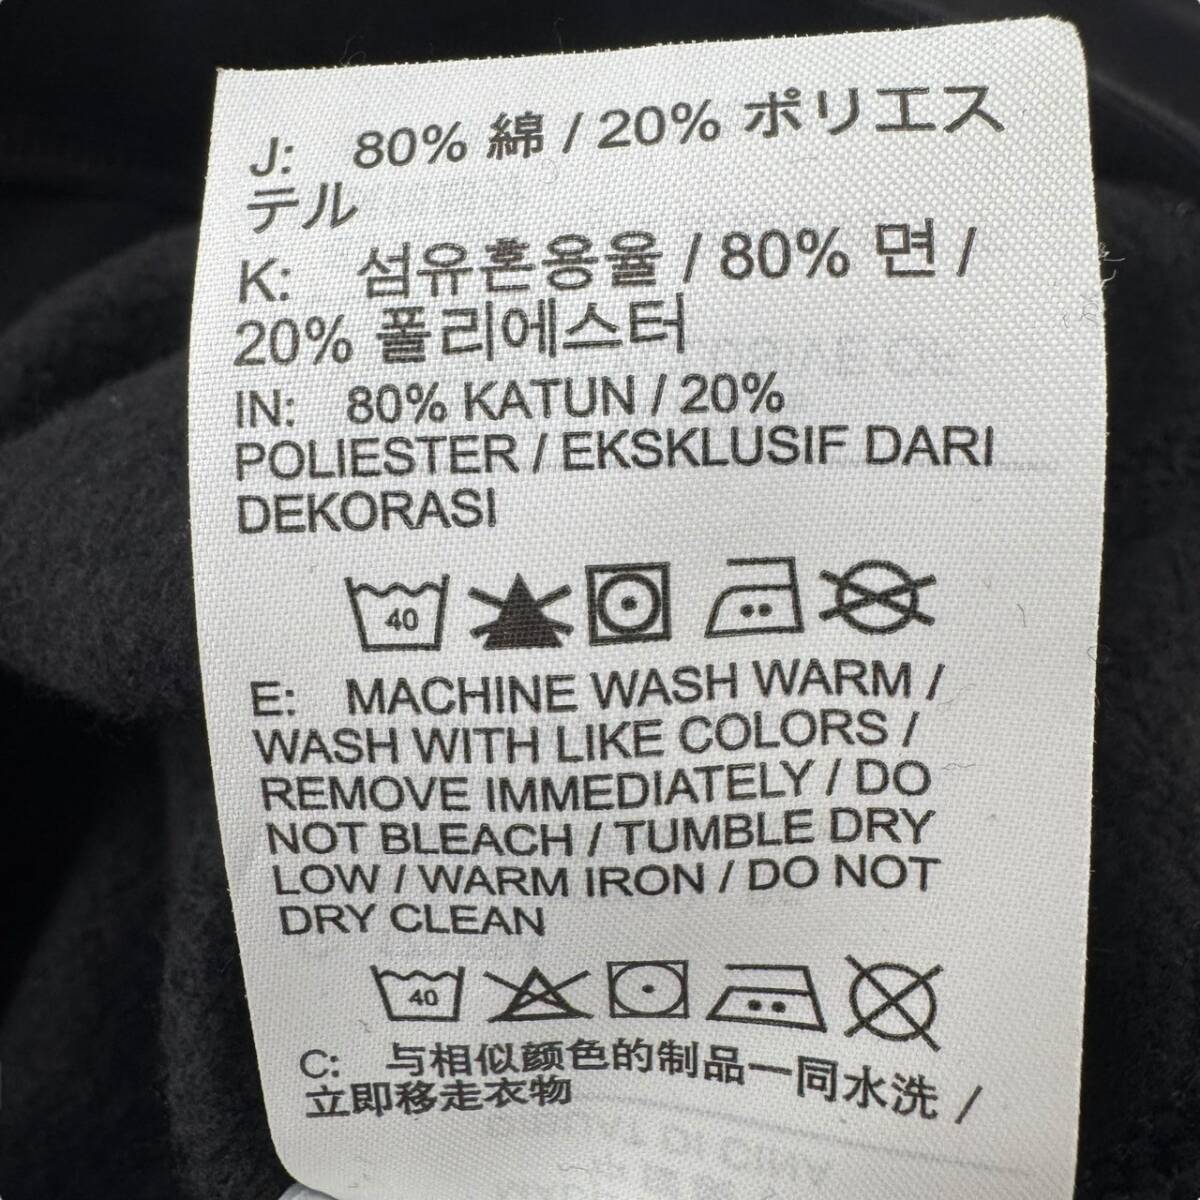 J: 80% 綿 / 20% ポリエス
テル
K: 섬유혼용율 / 80% 면 /
20% 폴리에스터
IN: 80% KATUN / 20%
POLIESTER / EKSKLUSIF DARI
DEKORASI
40
E: MACHINE WASH WARM /
WASH WITH LIKE COLORS /
REMOVE IMMEDIATELY / DO
NOT BLEACH / TUMBLE DRY
LOW / WARM IRON / DO NOT
DRY CLEAN
40
C: 与相似颜色的制品一同水洗 /
立即移走衣物